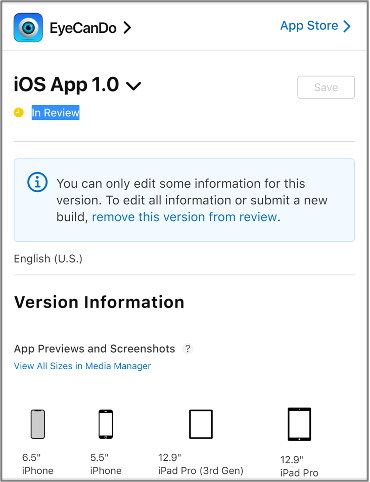 EyeCanDo
App Store
iOS App 1.0
Save
In Review
You can only edit some information for this
version. To edit all information or submit a new
build, remove this version from review.
English (U.S.)
Version Information
App Previews and Screenshots ?
View All Sizes in Media Manager
6.5"
iPhone
5.5"
iPhone
12.9"
iPad Pro (3rd Gen)
12.9"
iPad Pro